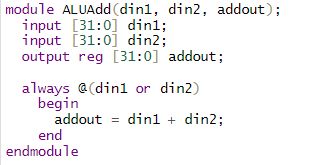 module ALUAdd(din1, din2, addout);
  input [31:0] din1;
  input [31:0] din2;
  output reg [31:0] addout;

  always @(din1 or din2)
    begin
      addout = din1 + din2;
    end
endmodule